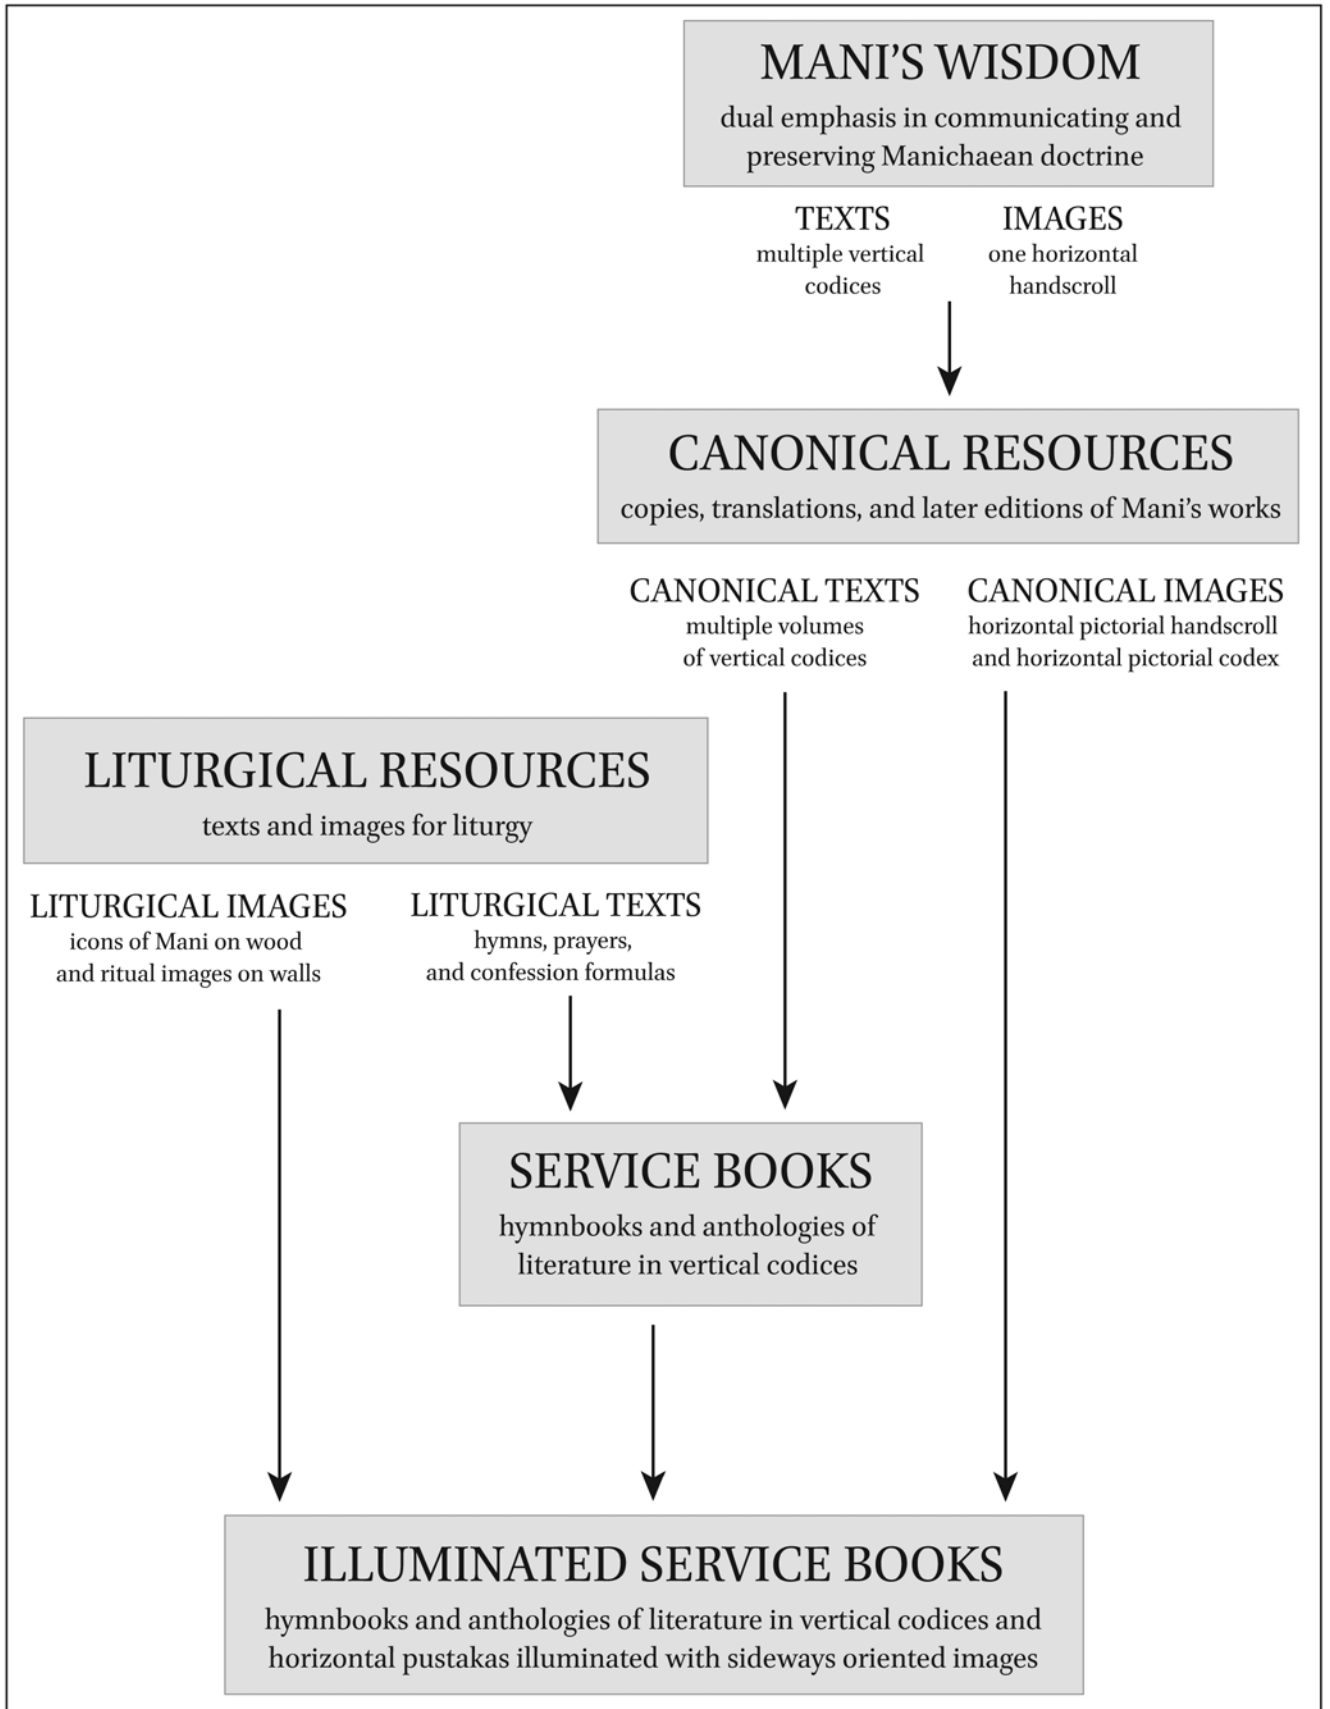 MANI’S WISDOM
dual emphasis in communicating and
preserving Manichaean doctrine
TEXTS
multiple vertical
codices
IMAGES
one horizontal
handscroll
CANONICAL RESOURCES
copies, translations, and later editions of Mani’s works
CANONICAL TEXTS
multiple volumes
of vertical codices
CANONICAL IMAGES
horizontal pictorial handscroll
and horizontal pictorial codex
LITURGICAL RESOURCES
texts and images for liturgy
LITURGICAL IMAGES
icons of Mani on wood
and ritual images on walls
LITURGICAL TEXTS
hymns, prayers,
and confession formulas
SERVICE BOOKS
hymnbooks and anthologies of
literature in vertical codices
ILLUMINATED SERVICE BOOKS
hymnbooks and anthologies of literature in vertical codices and
horizontal pustakas illuminated with sideways oriented images